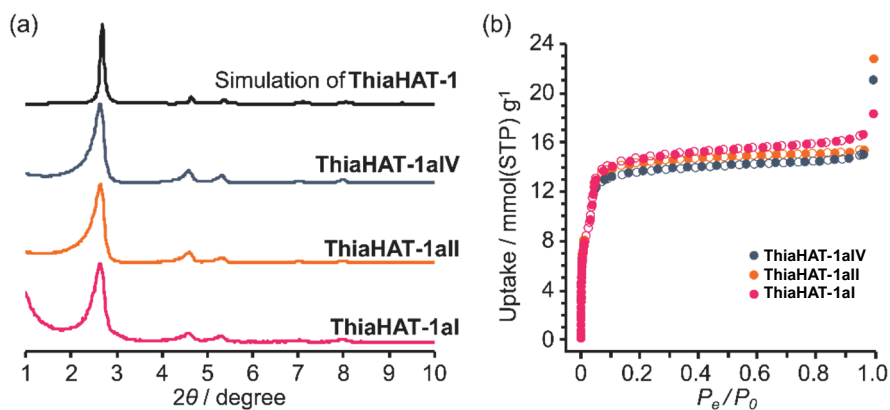 (a)
Simulation of ThiaHAT-1
ThiaHAT-1aIV
ThiaHAT-1aII
ThiaHAT-1aI
1 2 3 4 5 6 7 8 9 10
2θ / degree
(b)
Uptake / mmol(STP) g⁻¹
24
20
16
12
8
4
0
ThiaHAT-1aIV
ThiaHAT-1aII
ThiaHAT-1aI
0 0.2 0.4 0.6 0.8 1.0
Pₑ/P₀